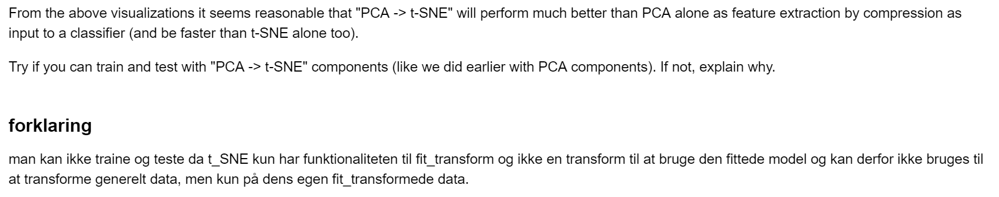 From the above visualizations it seems reasonable that "PCA -> t-SNE" will perform much better than PCA alone as feature extraction by compression as
input to a classifier (and be faster than t-SNE alone too).
Try if you can train and test with "PCA -> t-SNE" components (like we did earlier with PCA components). If not, explain why.
forklaring
man kan ikke traine og teste da t_SNE kun har funktionaliteten til fit_transform og ikke en transform til at bruge den fittede model og kan derfor ikke bruges til
at transforme generelt data, men kun på dens egen fit_transformede data.